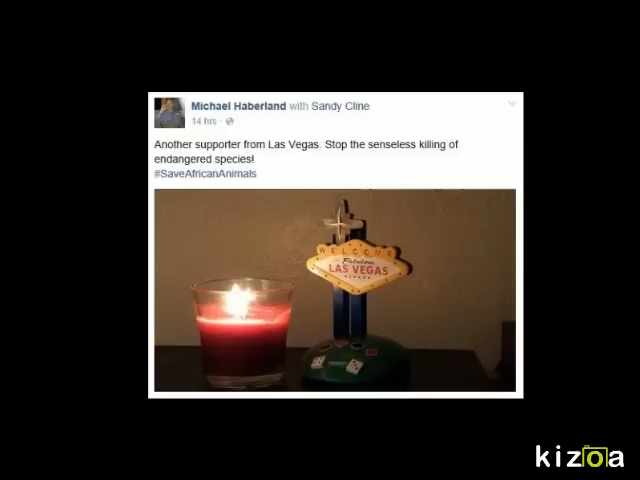 Michael Haberland with Sandy Cline
14 hrs ·
Another supporter from Las Vegas. Stop the senseless killing of
endangered species!
#SaveAfricanAnimals
WELCOME
Fabulous
LAS VEGAS
NEVADA
kizoa